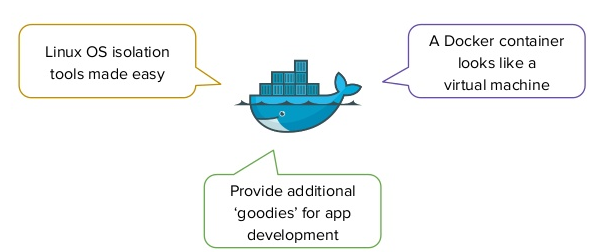 Linux OS isolation
tools made easy
A Docker container
looks like a
virtual machine
Provide additional
‘goodies’ for app
development